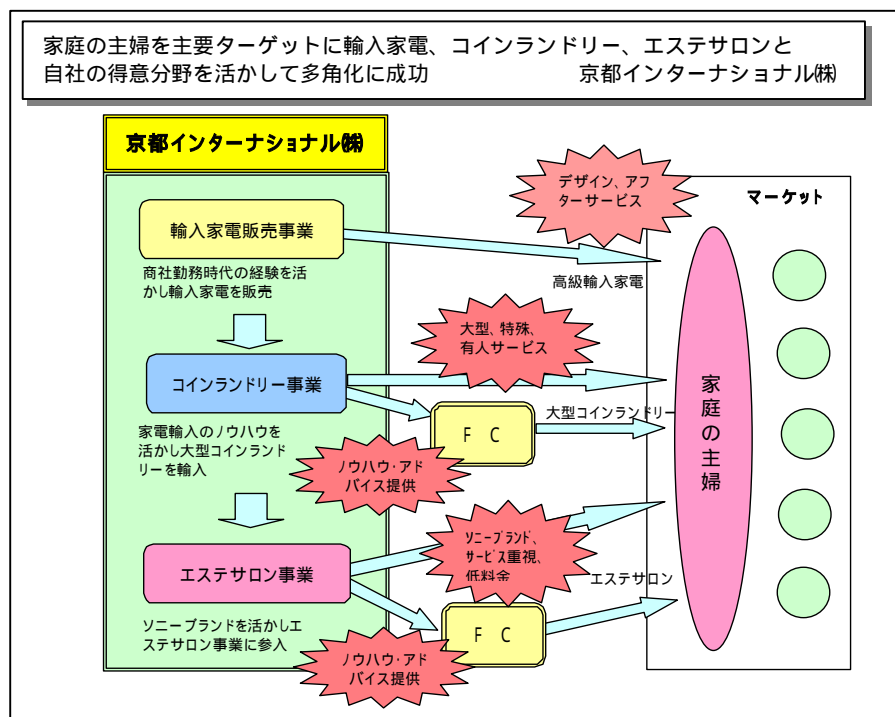 家庭の主婦を主要ターゲットに輸入家電、コインランドリー、エステサロンと
自社の得意分野を活かして多角化に成功　　　　　京都インターナショナル㈱
京都インターナショナル㈱
輸入家電販売事業
商社勤務時代の経験を活
かし輸入家電を販売
コインランドリー事業
家電輸入のノウハウを
活かし大型コインランド
リーを輸入
エステサロン事業
ソニーブランドを活かしエ
ステサロン事業に参入
デザイン、アフ
ターサービス
高級輸入家電
大型、特殊、
有人サービス
大型コインランドリー
Ｆ　Ｃ
ノウハウ・アド
バイス提供
ソニーブランド、
サービス重視、
低料金
エステサロン
Ｆ　Ｃ
ノウハウ・アド
バイス提供
マーケット
家庭の主婦